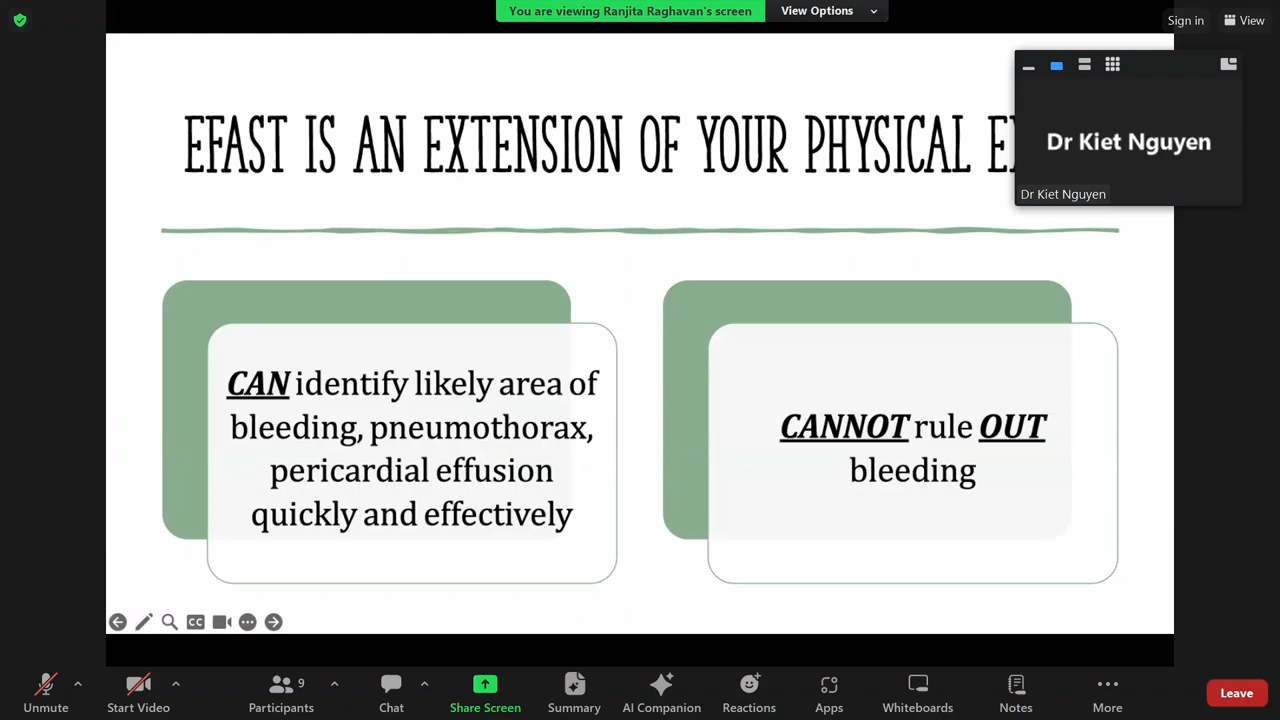 You are viewing Ranjita Raghavan's screen
View Options
Sign in
View
EFAST IS AN EXTENSION OF YOUR PHYSICAL
Dr Kiet Nguyen
Dr Kiet Nguyen
CAN identify likely area of
bleeding, pneumothorax,
pericardial effusion
quickly and effectively
CANNOT rule OUT
bleeding
CC
Unmute
Start Video
Participants
9
Chat
Share Screen
Summary
AI Companion
Reactions
Apps
Whiteboards
Notes
More
Leave